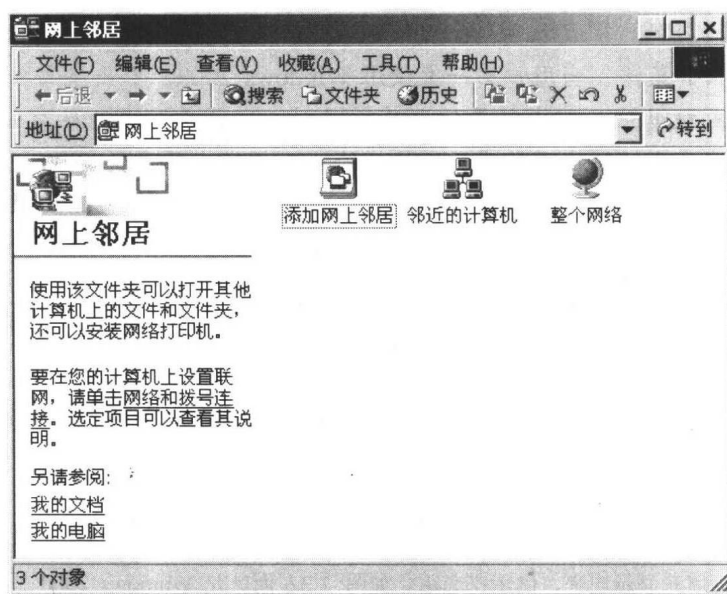 网上邻居
文件(F) 编辑(E) 查看(V) 收藏(A) 工具(T) 帮助(H)
后退 搜索 文件夹 历史
地址(D) 网上邻居 转到
添加网上邻居 邻近的计算机 整个网络
网上邻居
使用该文件夹可以打开其他
计算机上的文件和文件夹，
还可以安装网络打印机。
要在您的计算机上设置联
网，请单击网络和拨号连
接。选定项目可以查看其说
明。
另请参阅:
我的文档
我的电脑
3 个对象